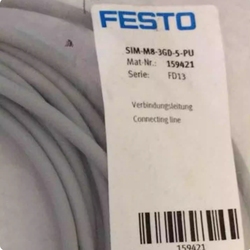 FESTO
SIM-M8-3GD-5-PU
Mat-Nr.: 159421
Serie: FD13
Verbindungsleitung
Connecting line
159421